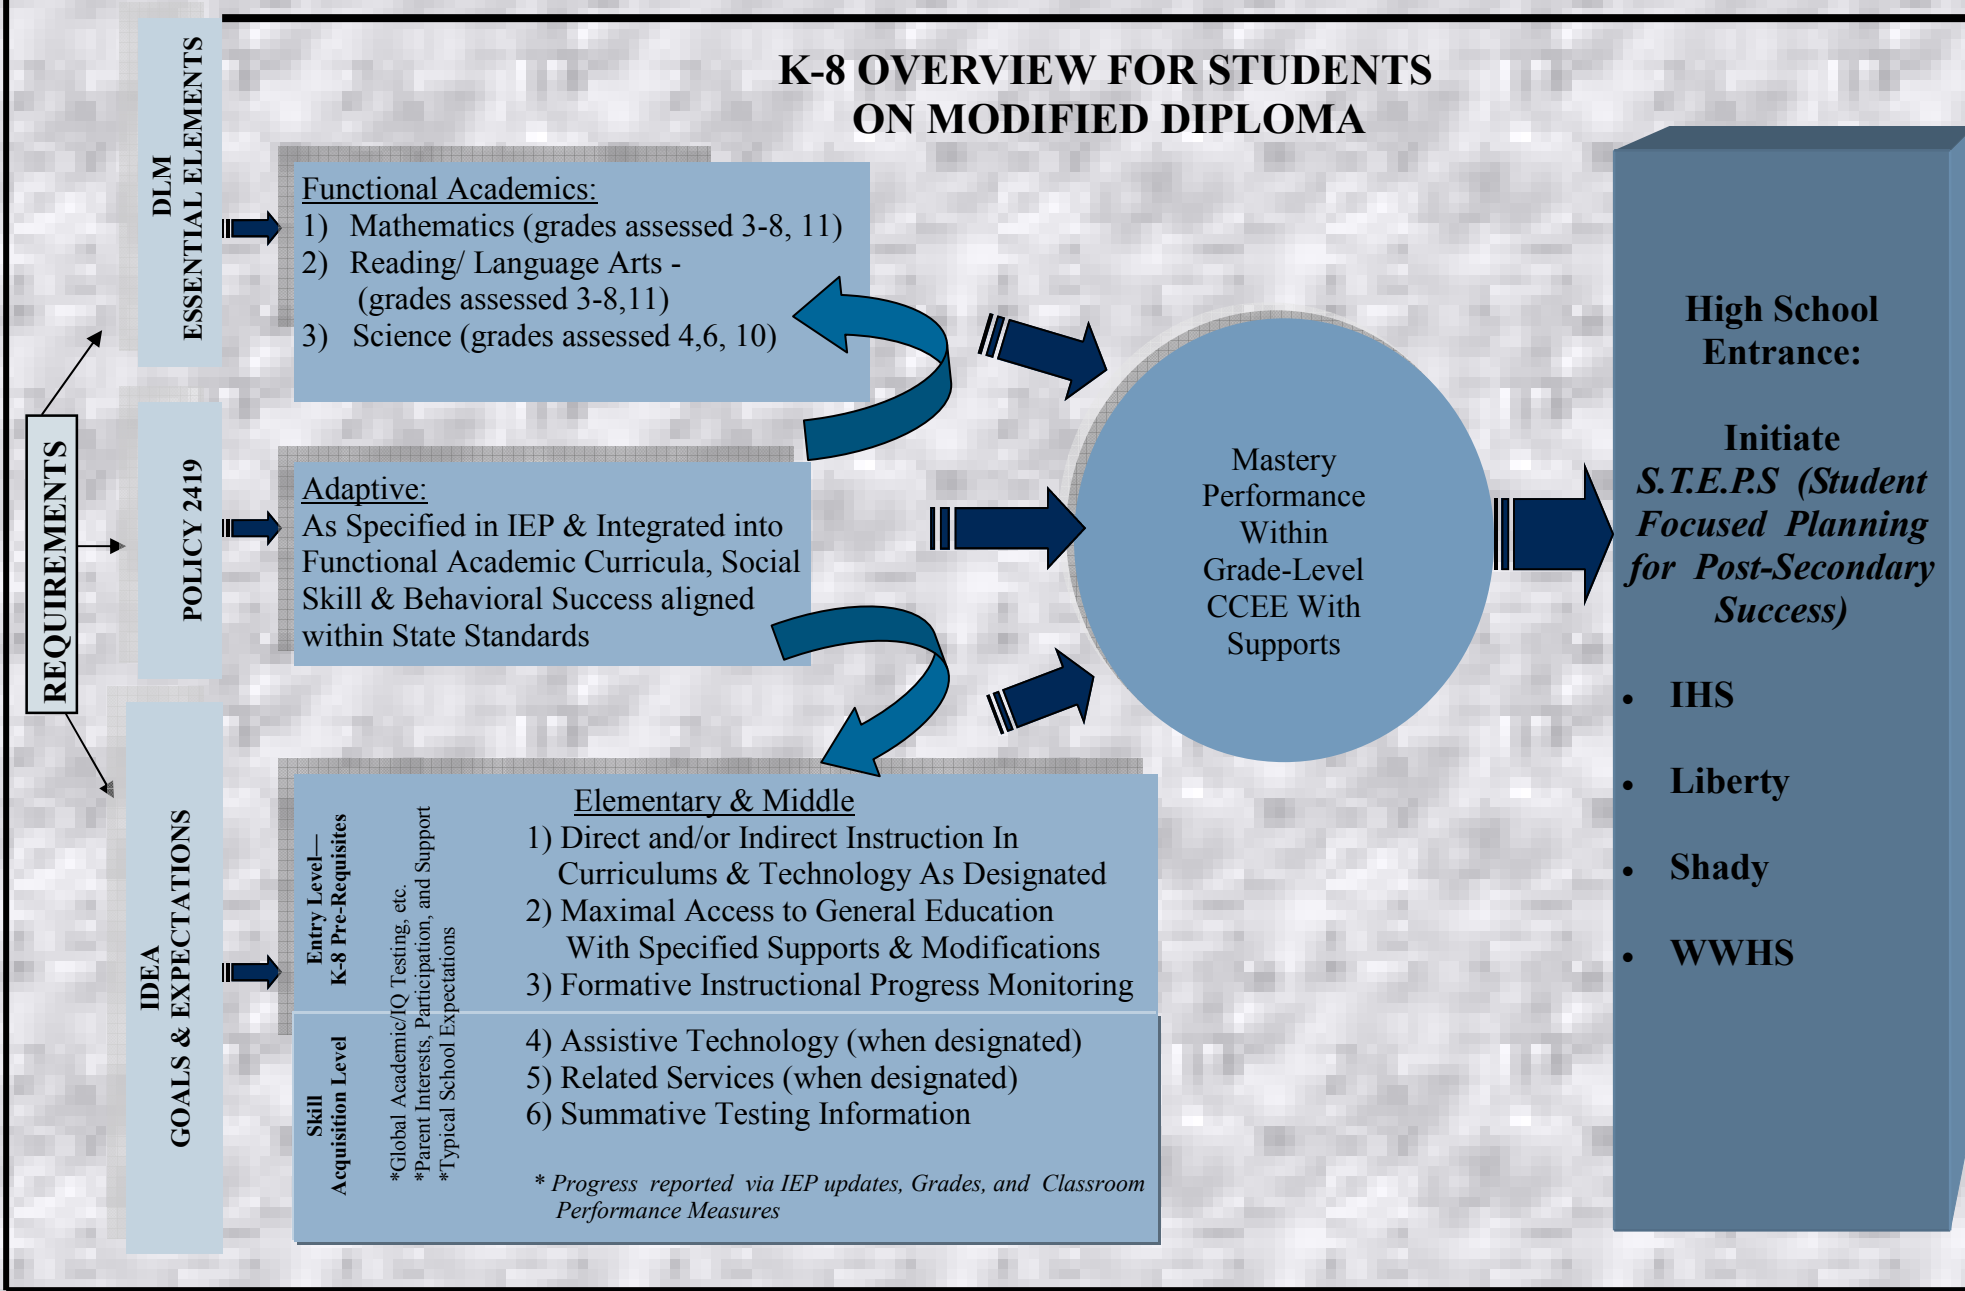 K-8 OVERVIEW FOR STUDENTS
ON MODIFIED DIPLOMA
REQUIREMENTS
DLM
ESSENTIAL ELEMENTS
Functional Academics:
1) Mathematics (grades assessed 3-8, 11)
2) Reading/ Language Arts -
(grades assessed 3-8,11)
3) Science (grades assessed 4,6, 10)
POLICY 2419
Adaptive:
As Specified in IEP & Integrated into
Functional Academic Curricula, Social
Skill & Behavioral Success aligned
within State Standards
IDEA
GOALS & EXPECTATIONS
Entry Level—
K-8 Pre-Requisites
Skill
Acquisition Level
*Global Academic/IQ Testing, etc.
*Parent Interests, Participation, and Support
*Typical School Expectations
Elementary & Middle
1) Direct and/or Indirect Instruction In
Curriculums & Technology As Designated
2) Maximal Access to General Education
With Specified Supports & Modifications
3) Formative Instructional Progress Monitoring
4) Assistive Technology (when designated)
5) Related Services (when designated)
6) Summative Testing Information
* Progress reported via IEP updates, Grades, and Classroom
Performance Measures
Mastery
Performance
Within
Grade-Level
CCEE With
Supports
High School
Entrance:
Initiate
S.T.E.P.S (Student
Focused Planning
for Post-Secondary
Success)
• IHS
• Liberty
• Shady
• WWHS